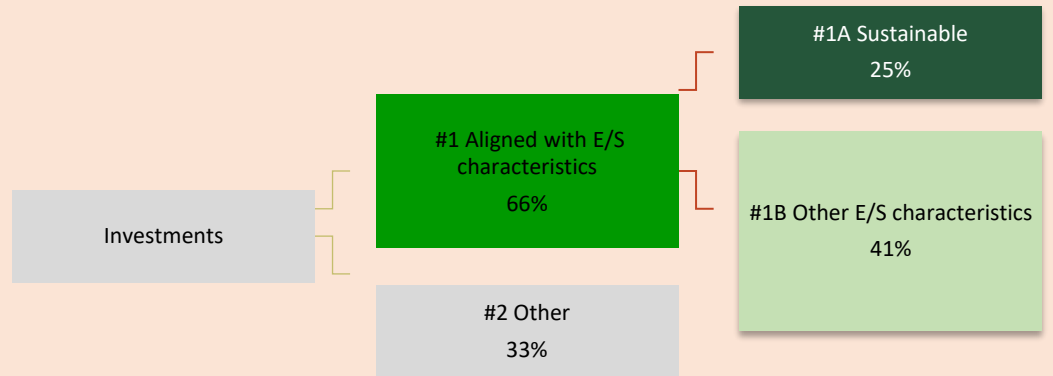 Investments
#1 Aligned with E/S
characteristics
66%
#2 Other
33%
#1A Sustainable
25%
#1B Other E/S characteristics
41%